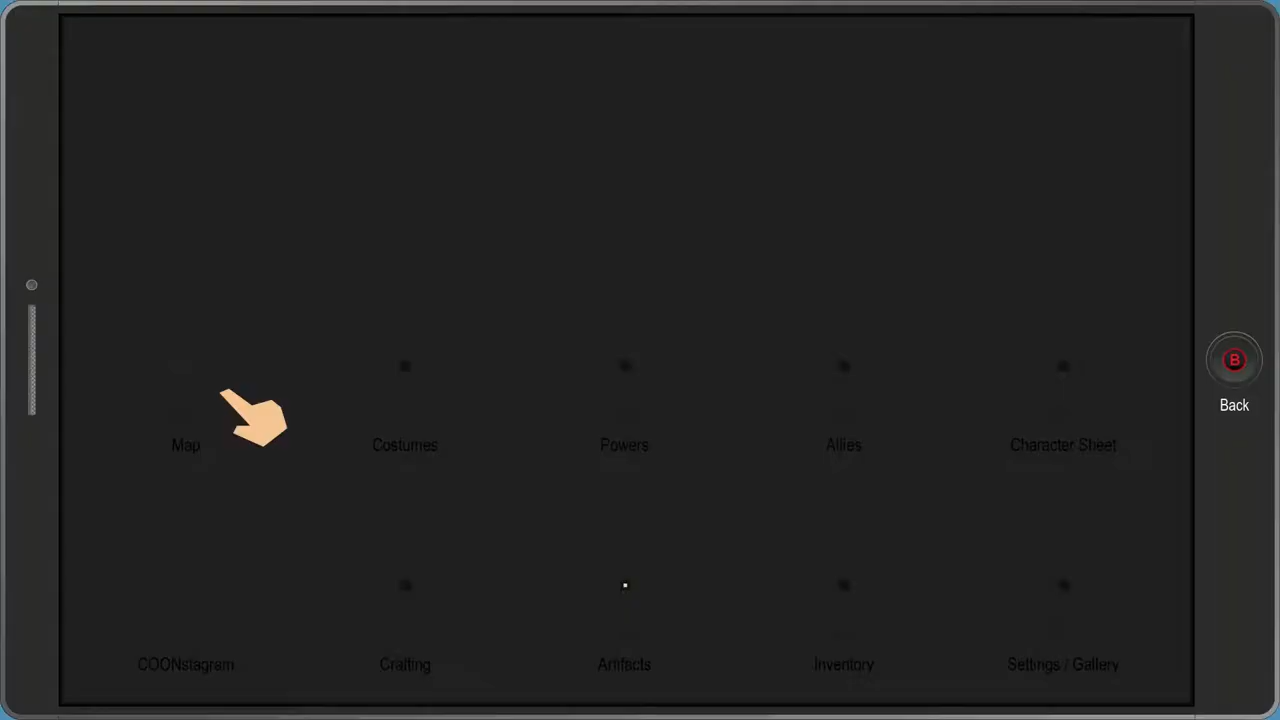 B
Back
Map
Costumes
Powers
Allies
Character Sheet
COONstagram
Crafting
Artifacts
Inventory
Settings / Gallery